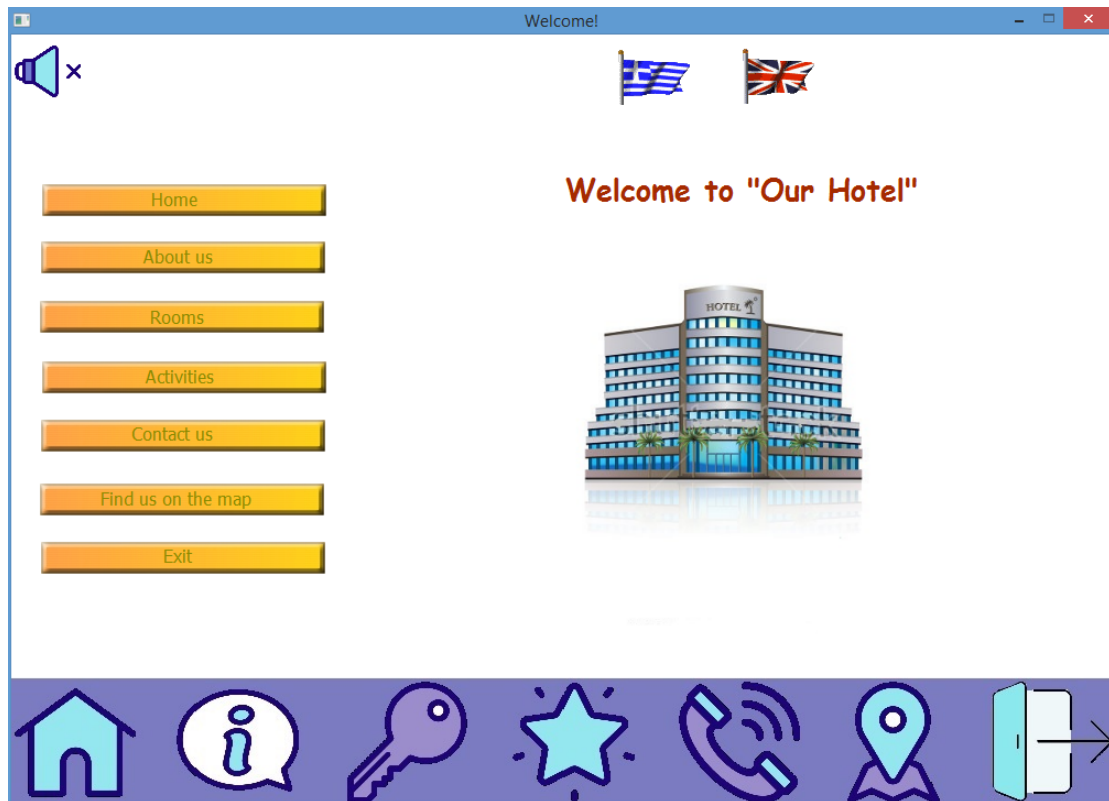 Welcome!
Welcome to "Our Hotel"
Home
About us
Rooms
Activities
Contact us
Find us on the map
Exit
HOTEL